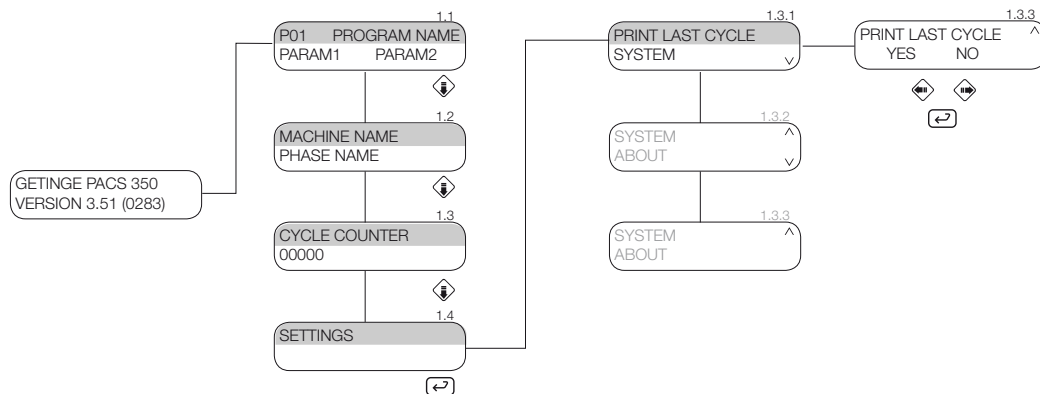 GETINGE PACS 350
VERSION 3.51 (0283)
1.1
P01 PROGRAM NAME
PARAM1 PARAM2
1.2
MACHINE NAME
PHASE NAME
1.3
CYCLE COUNTER
00000
1.4
SETTINGS
1.3.1
PRINT LAST CYCLE
SYSTEM
1.3.2
SYSTEM
ABOUT
1.3.3
SYSTEM
ABOUT
1.3.3
PRINT LAST CYCLE
YES NO